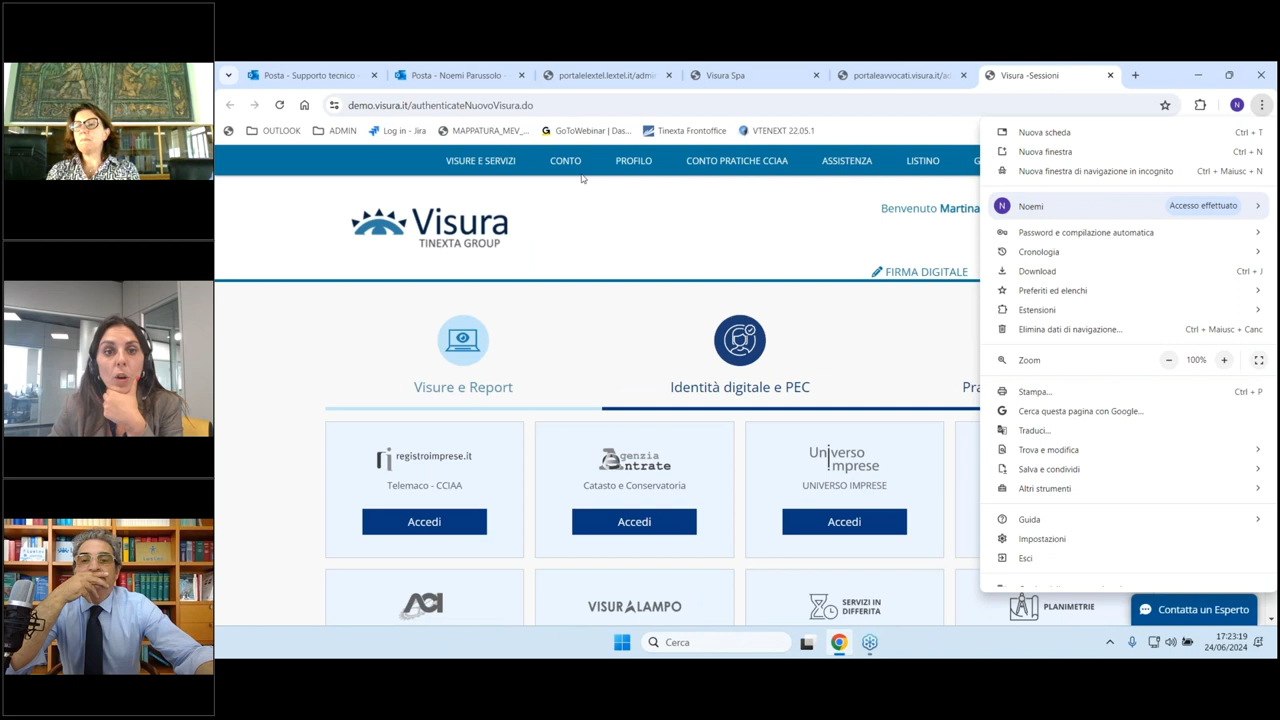 Posta - Supporto tecnico -
Posta - Noemi Parussolo -
portalelextel.lextel.it/admi
Visura Spa
portaleavvocati.visura.it/ad
Visura -Sessioni
demo.visura.it/authenticateNuovoVisura.do
N
OUTLOOK
ADMIN
Log in - Jira
MAPPATURA_MEV_...
GoToWebinar | Das...
Tinexta Frontoffice
VTENEXT 22.05.1
VISURE E SERVIZI
CONTO
PROFILO
CONTO PRATICHE CCIAA
ASSISTENZA
LISTINO
G
Visura
TINEXTA GROUP
Benvenuto Martina
FIRMA DIGITALE
Visure e Report
Identità digitale e PEC
Pra
registroimprese.it
Telemaco - CCIAA
Accedi
Agenzia
Entrate
Catasto e Conservatoria
Accedi
Universo
Imprese
UNIVERSO IMPRESE
Accedi
ACI
VISURALAMPO
SERVIZI IN
DIFFERITA
PLANIMETRIE
Contatta un Esperto
Nuova scheda Ctrl + T
Nuova finestra Ctrl + N
Nuova finestra di navigazione in incognito Ctrl + Maiusc + N
N Noemi Accesso effettuato
Password e compilazione automatica
Cronologia
Download Ctrl + J
Preferiti ed elenchi
Estensioni
Elimina dati di navigazione... Ctrl + Maiusc + Canc
Zoom − 100% +
Stampa... Ctrl + P
Cerca questa pagina con Google...
Traduci...
Trova e modifica
Salva e condividi
Altri strumenti
Guida
Impostazioni
Esci
Cerca
17:23:19
24/06/2024